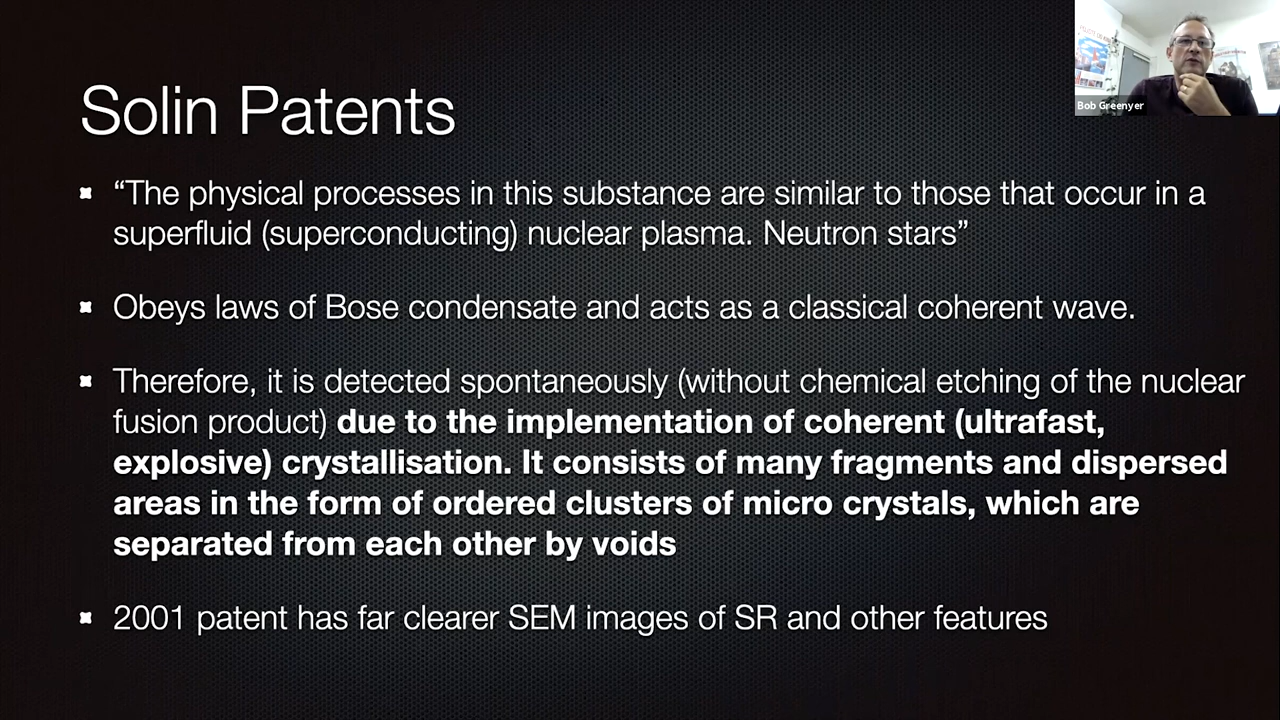 Bob Greenyer
Solin Patents
“The physical processes in this substance are similar to those that occur in a
superfluid (superconducting) nuclear plasma. Neutron stars”
Obeys laws of Bose condensate and acts as a classical coherent wave.
Therefore, it is detected spontaneously (without chemical etching of the nuclear
fusion product) due to the implementation of coherent (ultrafast,
explosive) crystallisation. It consists of many fragments and dispersed
areas in the form of ordered clusters of micro crystals, which are
separated from each other by voids
2001 patent has far clearer SEM images of SR and other features